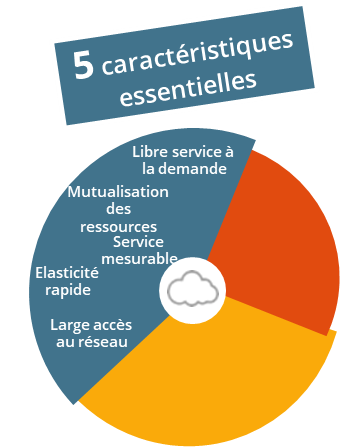 5 caractéristiques
essentielles
Libre service à
la demande
Mutualisation
des
ressources
Service
mesurable
Elasticité
rapide
Large accès
au réseau